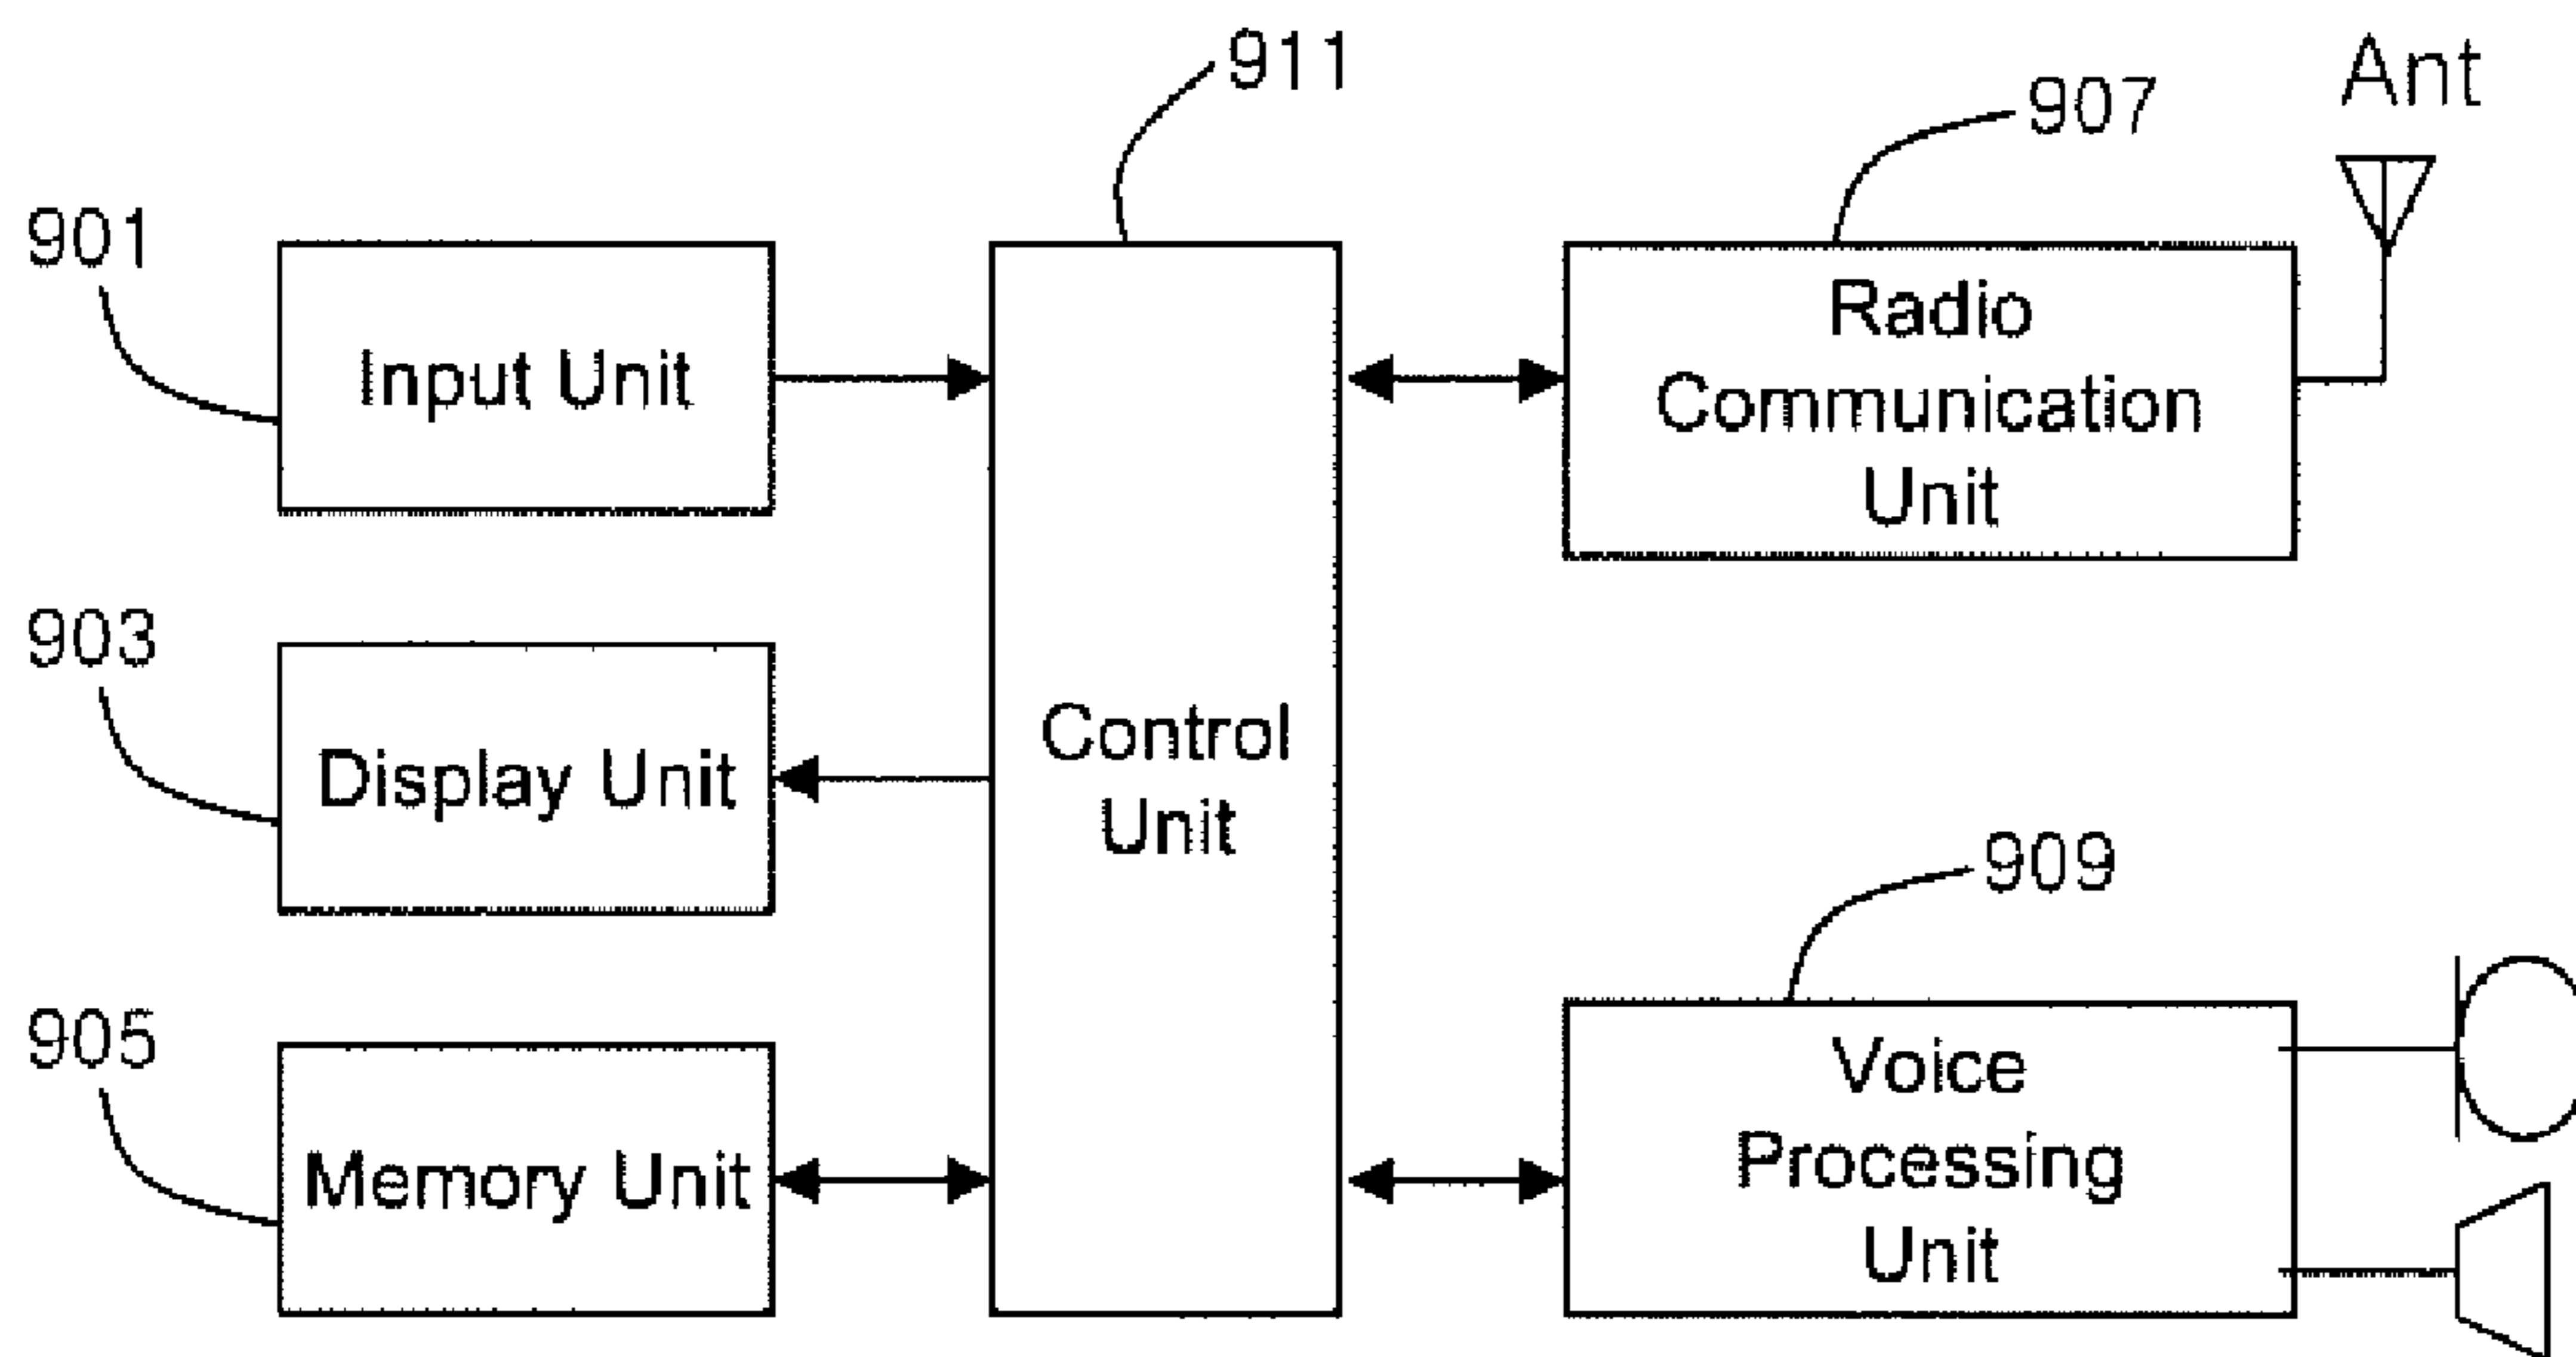 911
Ant
907
901
Input Unit
Radio
Communication
Unit
903
Display Unit
Control
Unit
909
905
Memory Unit
Voice
Processing
Unit